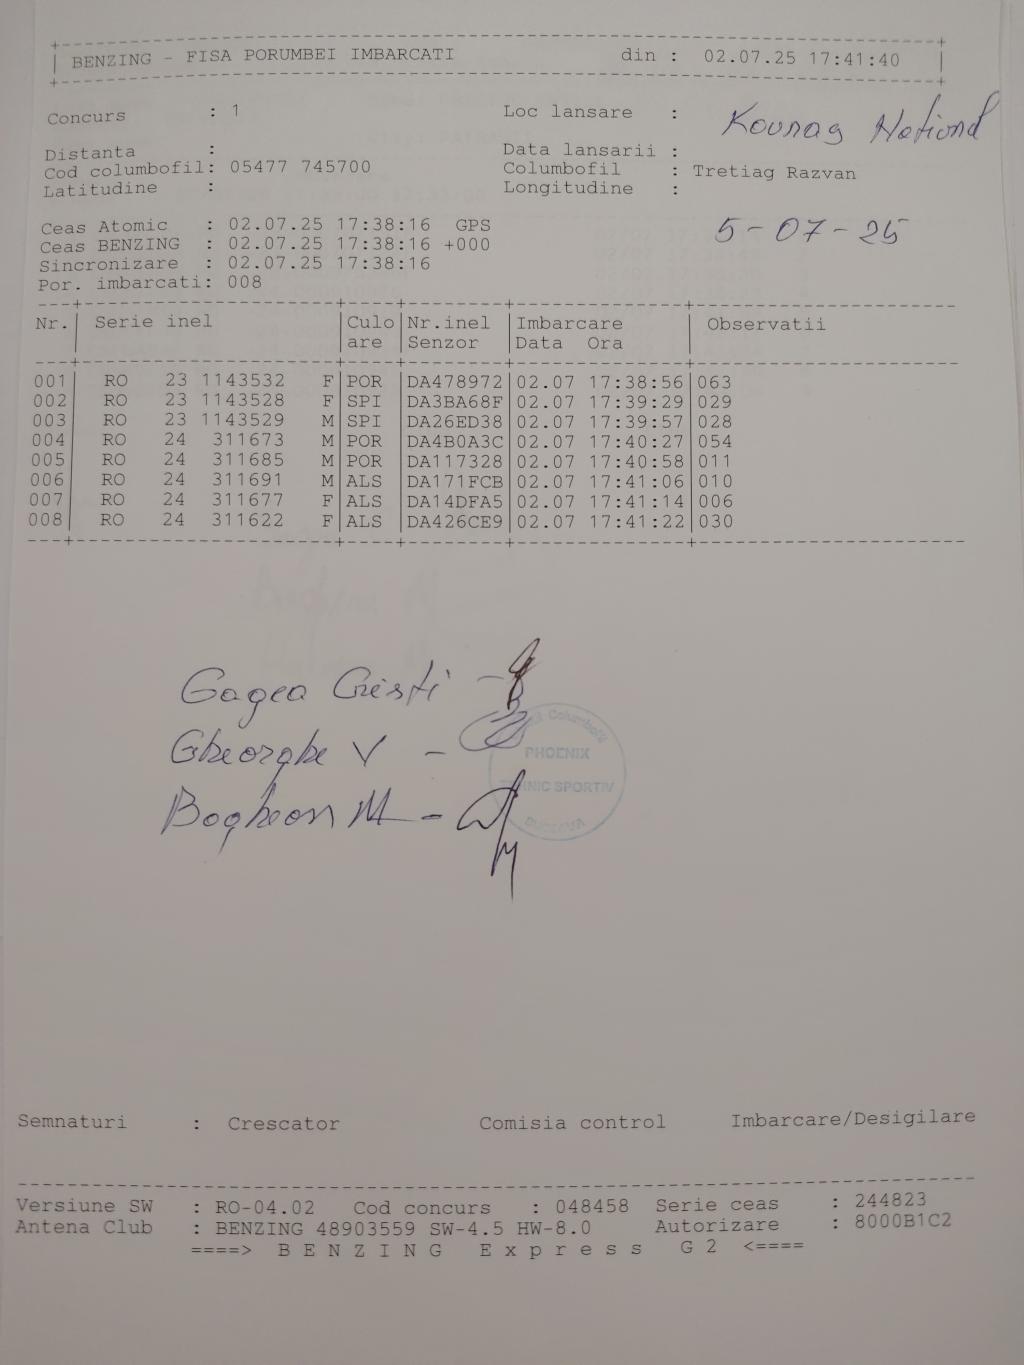 BENZING - FISA PORUMBEI IMBARCATI din : 02.07.25 17:41:40
Concurs : 1 Loc lansare : Kounas National
Distanta : Data lansarii :
Cod columbofil: 05477 745700 Columbofil : Tretiag Razvan
Latitudine : Longitudine :
Ceas Atomic : 02.07.25 17:38:16 GPS 5-07-25
Ceas BENZING : 02.07.25 17:38:16 +000
Sincronizare : 02.07.25 17:38:16
Por. imbarcati: 008
Nr. Serie inel Culo Nr.inel Imbarcare Observatii
are Senzor Data Ora
001 RO 23 1143532 F POR DA478972 02.07 17:38:56 063
002 RO 23 1143528 F SPI DA3BA68F 02.07 17:39:29 029
003 RO 23 1143529 M SPI DA26ED38 02.07 17:39:57 028
004 RO 24 311673 M POR DA4B0A3C 02.07 17:40:27 054
005 RO 24 311685 M POR DA117328 02.07 17:40:58 011
006 RO 24 311691 M ALS DA171FCB 02.07 17:41:06 010
007 RO 24 311677 F ALS DA14DFA5 02.07 17:41:14 006
008 RO 24 311622 F ALS DA426CE9 02.07 17:41:22 030
Gagea Cristi -
Gheorghe V -
Boghean M -
Columbofil
PHOENIX
SPORTIV
SUCEAVA
Semnaturi : Crescator Comisia control Imbarcare/Desigilare
Versiune SW : RO-04.02 Cod concurs : 048458 Serie ceas : 244823
Antena Club : BENZING 48903559 SW-4.5 HW-8.0 Autorizare : 8000B1C2
====> B E N Z I N G E x p r e s s G 2 <====